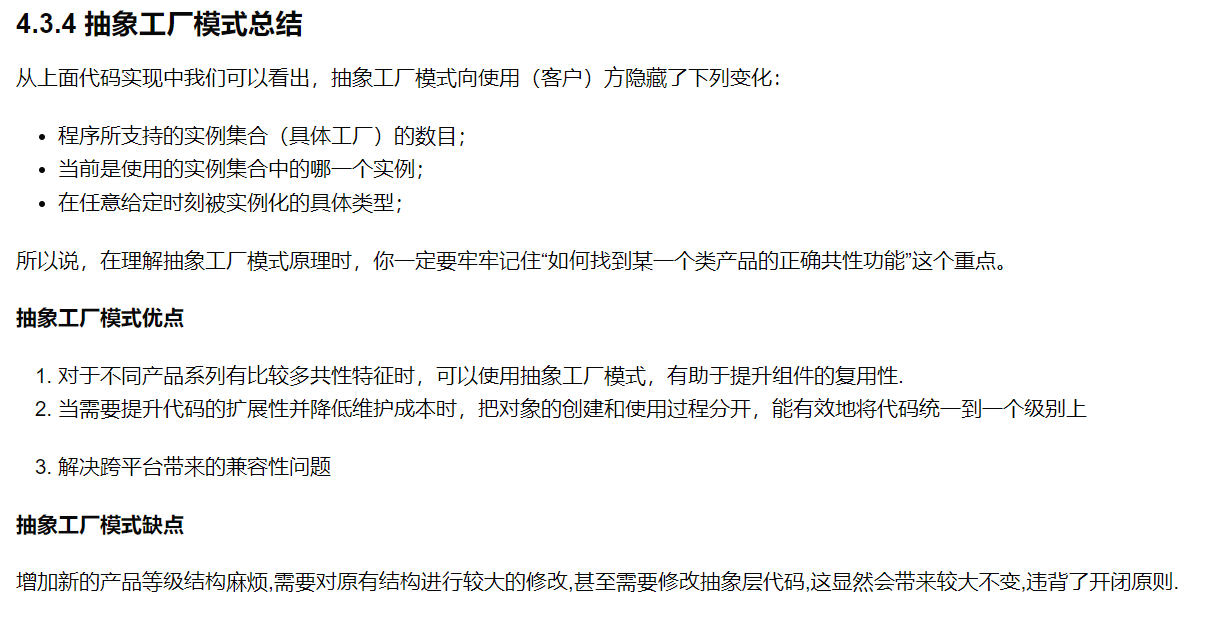 4.3.4 抽象工厂模式总结
从上面代码实现中我们可以看出，抽象工厂模式向使用（客户）方隐藏了下列变化：
• 程序所支持的实例集合（具体工厂）的数目；
• 当前是使用的实例集合中的哪一个实例；
• 在任意给定时刻被实例化的具体类型；
所以说，在理解抽象工厂模式原理时，你一定要牢牢记住“如何找到某一个类产品的正确共性功能”这个重点。
抽象工厂模式优点
1. 对于不同产品系列有比较多共性特征时，可以使用抽象工厂模式，有助于提升组件的复用性.
2. 当需要提升代码的扩展性并降低维护成本时，把对象的创建和使用过程分开，能有效地将代码统一到一个级别上
3. 解决跨平台带来的兼容性问题
抽象工厂模式缺点
增加新的产品等级结构麻烦,需要对原有结构进行较大的修改,甚至需要修改抽象层代码,这显然会带来较大不变,违背了开闭原则.